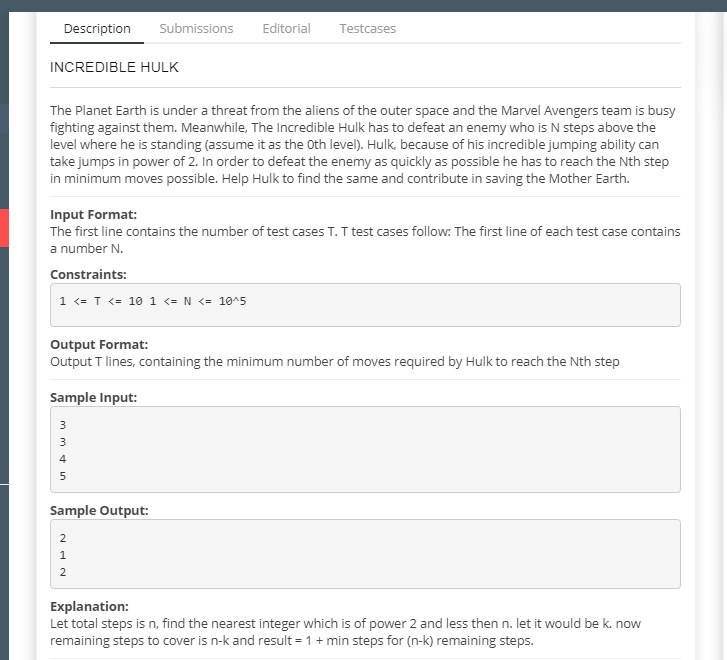 Description Submissions Editorial Testcases
INCREDIBLE HULK
The Planet Earth is under a threat from the aliens of the outer space and the Marvel Avengers team is busy
fighting against them. Meanwhile, The Incredible Hulk has to defeat an enemy who is N steps above the
level where he is standing (assume it as the 0th level). Hulk, because of his incredible jumping ability can
take jumps in power of 2. In order to defeat the enemy as quickly as possible he has to reach the Nth step
in minimum moves possible. Help Hulk to find the same and contribute in saving the Mother Earth.
Input Format:
The first line contains the number of test cases T. T test cases follow: The first line of each test case contains
a number N.
Constraints:
1 <= T <= 10 1 <= N <= 10^5
Output Format:
Output T lines, containing the minimum number of moves required by Hulk to reach the Nth step
Sample Input:
3
3
4
5
Sample Output:
2
1
2
Explanation:
Let total steps is n, find the nearest integer which is of power 2 and less then n. let it would be k. now
remaining steps to cover is n-k and result = 1 + min steps for (n-k) remaining steps.